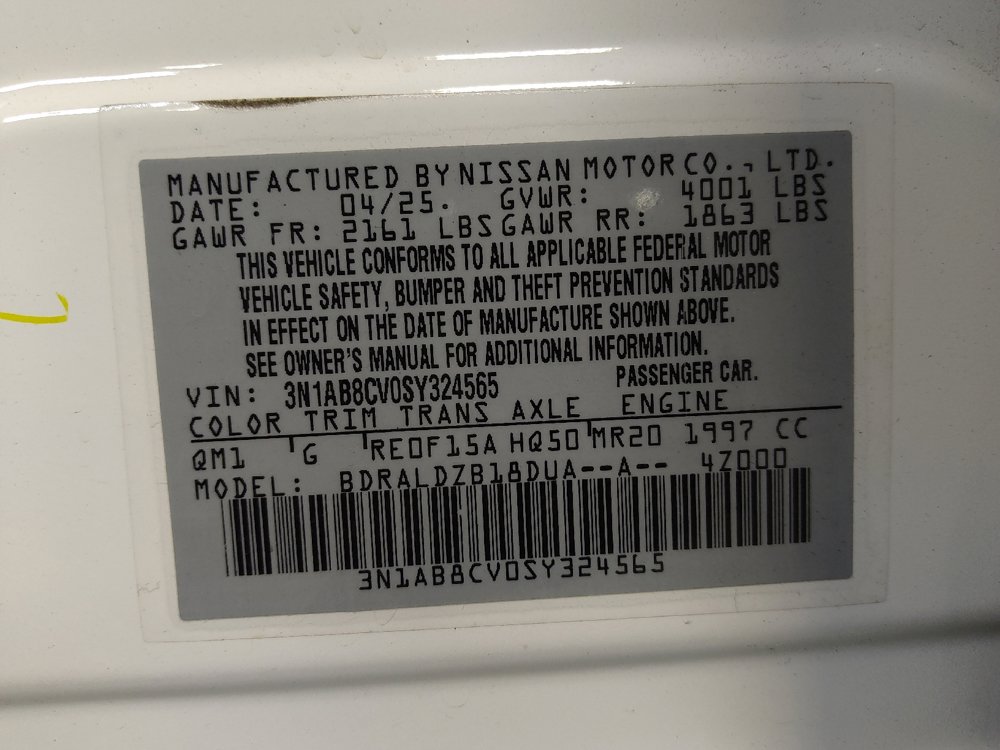 MANUFACTURED BY NISSAN MOTOR CO., LTD.
DATE: 04/25. GVWR: 4001 LBS
GAWR FR: 2161 LBS GAWR RR: 1863 LBS
THIS VEHICLE CONFORMS TO ALL APPLICABLE FEDERAL MOTOR
VEHICLE SAFETY, BUMPER AND THEFT PREVENTION STANDARDS
IN EFFECT ON THE DATE OF MANUFACTURE SHOWN ABOVE.
SEE OWNER'S MANUAL FOR ADDITIONAL INFORMATION.
VIN: 3N1AB8CV0SY324565 PASSENGER CAR.
COLOR TRIM TRANS AXLE ENGINE
QM1 G RE0F15A HQ50 MR20 1997 CC
MODEL: BDRALDZB18DUA--A-- 4Z000
3N1AB8CV0SY324565